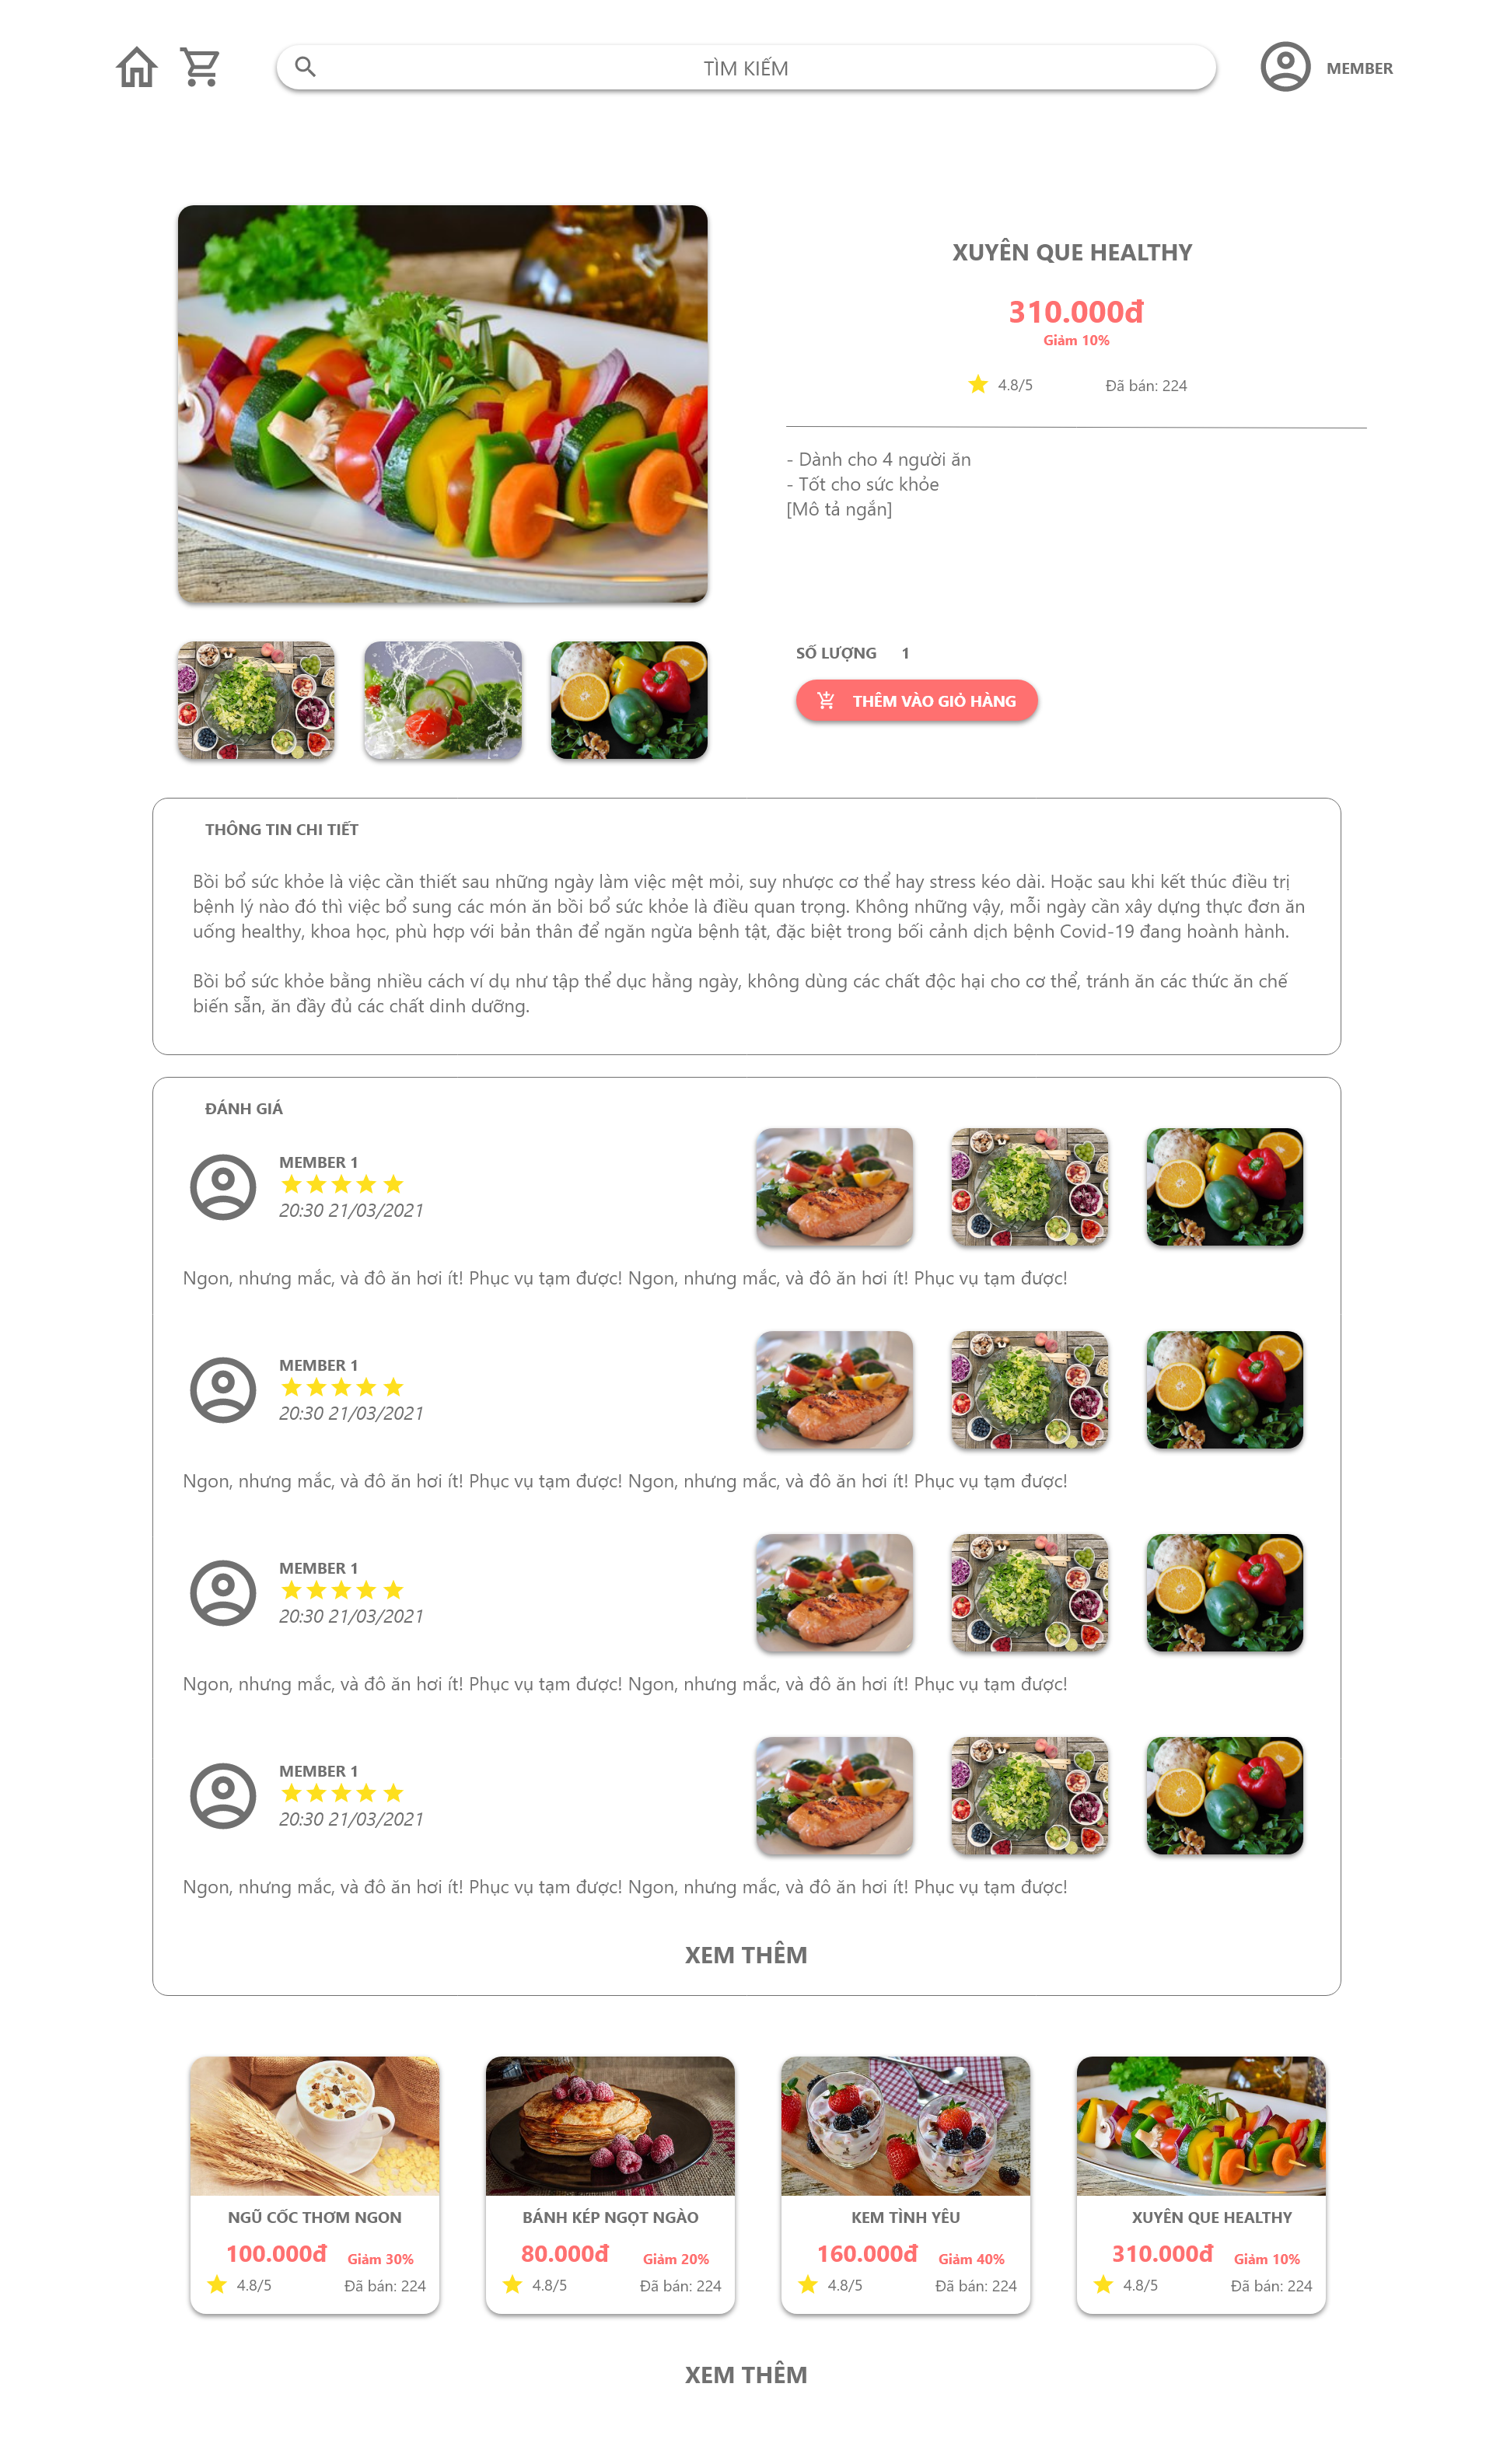 TÌM KIẾM
MEMBER
XUYÊN QUE HEALTHY
310.000đ
Giảm 10%
4.8/5 Đã bán: 224
- Dành cho 4 người ăn
- Tốt cho sức khỏe
[Mô tả ngắn]
SỐ LƯỢNG 1
THÊM VÀO GIỎ HÀNG
THÔNG TIN CHI TIẾT
Bồi bổ sức khỏe là việc cần thiết sau những ngày làm việc mệt mỏi, suy nhược cơ thể hay stress kéo dài. Hoặc sau khi kết thúc điều trị
bệnh lý nào đó thì việc bổ sung các món ăn bồi bổ sức khỏe là điều quan trọng. Không những vậy, mỗi ngày cần xây dựng thực đơn ăn
uống healthy, khoa học, phù hợp với bản thân để ngăn ngừa bệnh tật, đặc biệt trong bối cảnh dịch bệnh Covid-19 đang hoành hành.
Bồi bổ sức khỏe bằng nhiều cách ví dụ như tập thể dục hằng ngày, không dùng các chất độc hại cho cơ thể, tránh ăn các thức ăn chế
biến sẵn, ăn đầy đủ các chất dinh dưỡng.
ĐÁNH GIÁ
MEMBER 1
20:30 21/03/2021
Ngon, nhưng mắc, và đô ăn hơi ít! Phục vụ tạm được! Ngon, nhưng mắc, và đô ăn hơi ít! Phục vụ tạm được!
MEMBER 1
20:30 21/03/2021
Ngon, nhưng mắc, và đô ăn hơi ít! Phục vụ tạm được! Ngon, nhưng mắc, và đô ăn hơi ít! Phục vụ tạm được!
MEMBER 1
20:30 21/03/2021
Ngon, nhưng mắc, và đô ăn hơi ít! Phục vụ tạm được! Ngon, nhưng mắc, và đô ăn hơi ít! Phục vụ tạm được!
MEMBER 1
20:30 21/03/2021
Ngon, nhưng mắc, và đô ăn hơi ít! Phục vụ tạm được! Ngon, nhưng mắc, và đô ăn hơi ít! Phục vụ tạm được!
XEM THÊM
NGŨ CỐC THƠM NGON
100.000đ Giảm 30%
4.8/5 Đã bán: 224
BÁNH KÉP NGỌT NGÀO
80.000đ Giảm 20%
4.8/5 Đã bán: 224
KEM TÌNH YÊU
160.000đ Giảm 40%
4.8/5 Đã bán: 224
XUYÊN QUE HEALTHY
310.000đ Giảm 10%
4.8/5 Đã bán: 224
XEM THÊM